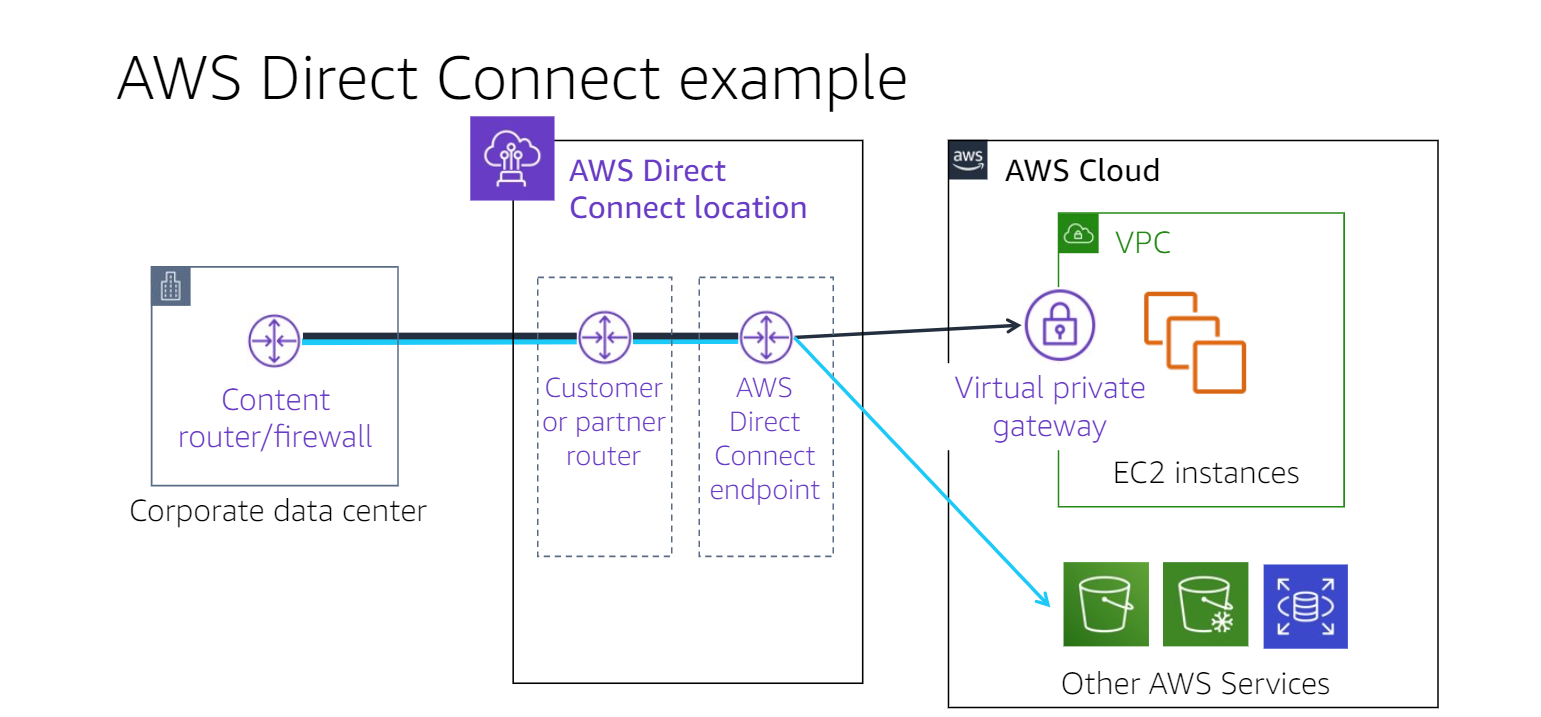 AWS Direct Connect example
AWS Direct
Connect location
aws
AWS Cloud
VPC
Content
router/firewall
Corporate data center
Customer
or partner
router
AWS
Direct
Connect
endpoint
Virtual private
gateway
EC2 instances
Other AWS Services